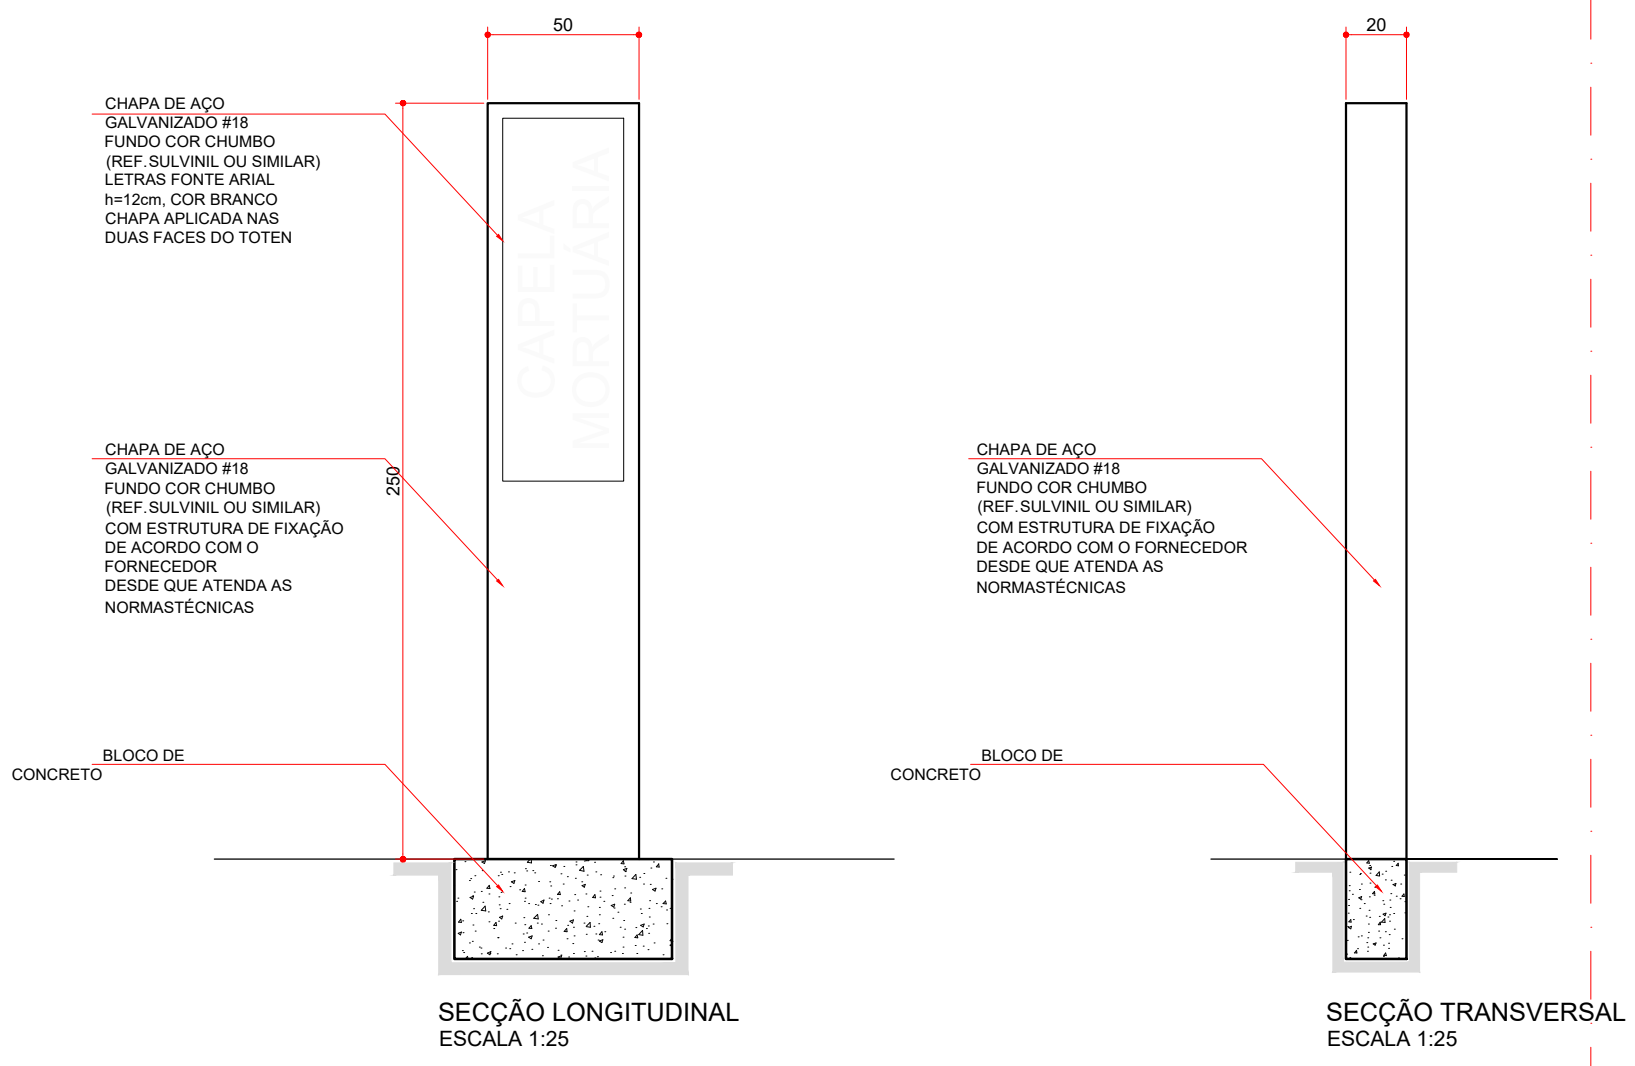 50
20
CHAPA DE AÇO
GALVANIZADO #18
FUNDO COR CHUMBO
(REF.SULVINIL OU SIMILAR)
LETRAS FONTE ARIAL
h=12cm, COR BRANCO
CHAPA APLICADA NAS
DUAS FACES DO TOTEN
CAPELA
MORTUÁRIA
250
CHAPA DE AÇO
GALVANIZADO #18
FUNDO COR CHUMBO
(REF.SULVINIL OU SIMILAR)
COM ESTRUTURA DE FIXAÇÃO
DE ACORDO COM O
FORNECEDOR
DESDE QUE ATENDA AS
NORMASTÉCNICAS
CHAPA DE AÇO
GALVANIZADO #18
FUNDO COR CHUMBO
(REF.SULVINIL OU SIMILAR)
COM ESTRUTURA DE FIXAÇÃO
DE ACORDO COM O FORNECEDOR
DESDE QUE ATENDA AS
NORMASTÉCNICAS
BLOCO DE
CONCRETO
BLOCO DE
CONCRETO
SECÇÃO LONGITUDINAL
ESCALA 1:25
SECÇÃO TRANSVERSAL
ESCALA 1:25